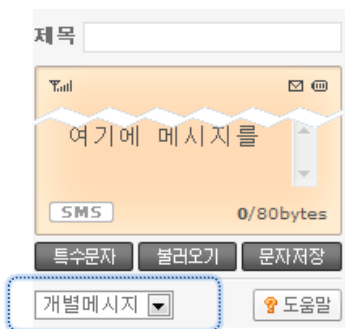 제목
여기에 메시지를
SMS 0/80bytes
특수문자 불러오기 문자저장
개별메시지 도움말